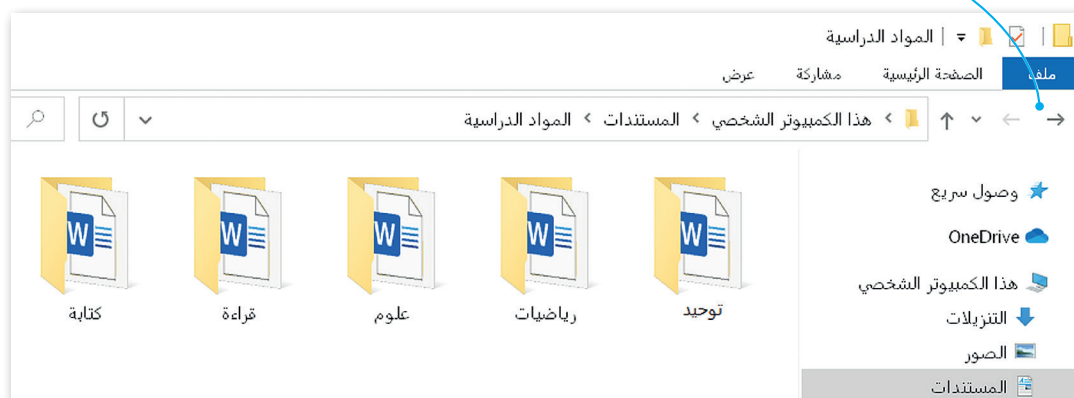 المواد الدراسية
ملف الصفحة الرئيسية مشاركة عرض
هذا الكمبيوتر الشخصي > المستندات > المواد الدراسية
وصول سريع
OneDrive
هذا الكمبيوتر الشخصي
التنزيلات
الصور
المستندات
توحيد رياضيات علوم قراءة كتابة